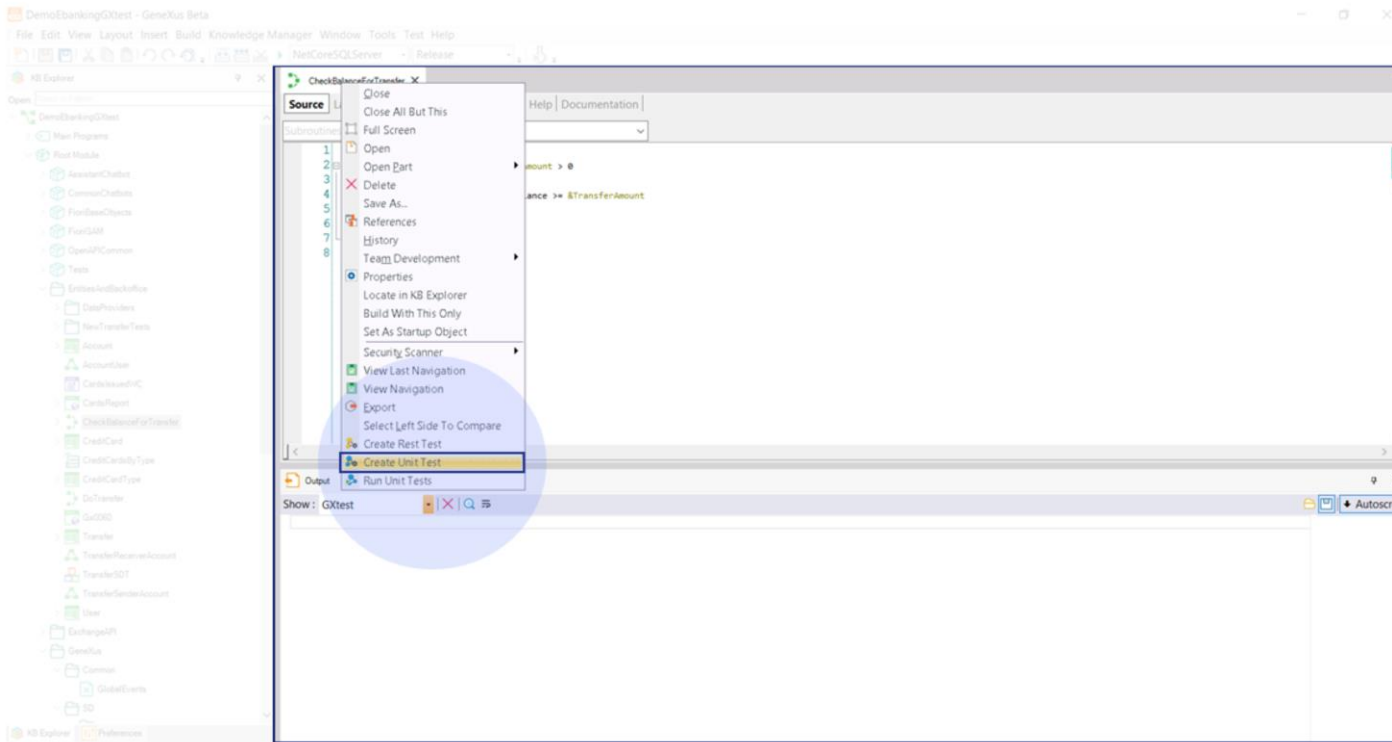 DemoEbankingGXtest - GeneXus Beta
File Edit View Layout Insert Build Knowledge Manager Window Tools Test Help
NetCoreSQLServer Release
KB Explorer
Open:
DemoEbankingGXtest
Main Programs
Root Module
AssistantChatbot
CommonChatbots
FioriBaseObjects
FioriGAM
OpenAPICommon
Tests
EntitiesAndBackoffice
DataProviders
NewTransferTests
Account
AccountUser
CardsIssuedHC
CardsReport
CheckBalanceForTransfer
CreditCard
CreditCardsByType
CreditCardType
DoTransfer
Gx0060
Transfer
TransferReceiverAccount
TransferSDT
TransferSenderAccount
User
ExchangeAPI
GeneXus
Common
GlobalEvents
SD
KB Explorer Preferences
CheckBalanceForTransfer
Source Help Documentation
Subroutines
1
2 mount > 0
3
4 ance >= &TransferAmount
5
6
7
8
Close
Close All But This
Full Screen
Open
Open Part
Delete
Save As...
References
History
Team Development
Properties
Locate in KB Explorer
Build With This Only
Set As Startup Object
Security Scanner
View Last Navigation
View Navigation
Export
Select Left Side To Compare
Create Rest Test
Create Unit Test
Run Unit Tests
Output
Show: GXtest Autoscr